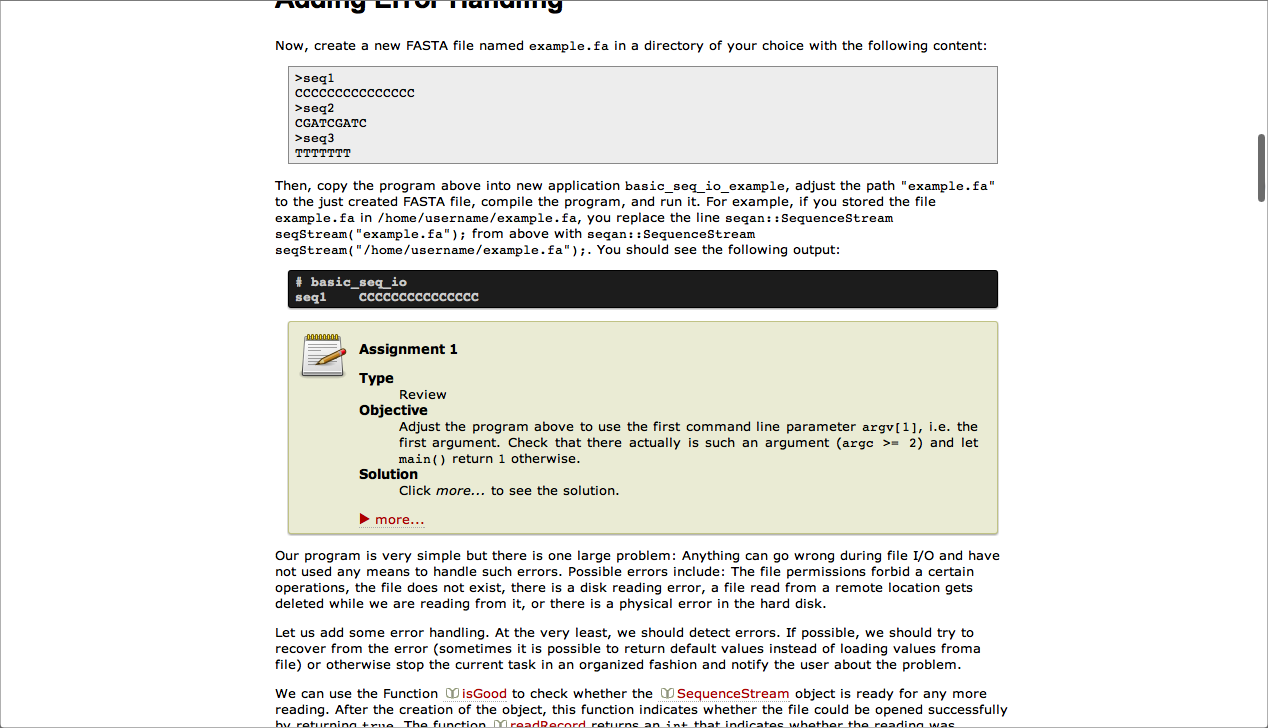 Adding Error Handling
Now, create a new FASTA file named example.fa in a directory of your choice with the following content:
>seq1
CCCCCCCCCCCCCCC
>seq2
CGATCGATC
>seq3
TTTTTTT
Then, copy the program above into new application basic_seq_io_example, adjust the path "example.fa"
to the just created FASTA file, compile the program, and run it. For example, if you stored the file
example.fa in /home/username/example.fa, you replace the line seqan::SequenceStream
seqStream("example.fa"); from above with seqan::SequenceStream
seqStream("/home/username/example.fa");. You should see the following output:
# basic_seq_io
seq1    CCCCCCCCCCCCCCC
Assignment 1
Type
Review
Objective
Adjust the program above to use the first command line parameter argv[1], i.e. the
first argument. Check that there actually is such an argument (argc >= 2) and let
main() return 1 otherwise.
Solution
Click more... to see the solution.
more...
Our program is very simple but there is one large problem: Anything can go wrong during file I/O and have
not used any means to handle such errors. Possible errors include: The file permissions forbid a certain
operations, the file does not exist, there is a disk reading error, a file read from a remote location gets
deleted while we are reading from it, or there is a physical error in the hard disk.
Let us add some error handling. At the very least, we should detect errors. If possible, we should try to
recover from the error (sometimes it is possible to return default values instead of loading values froma
file) or otherwise stop the current task in an organized fashion and notify the user about the problem.
We can use the Function isGood to check whether the SequenceStream object is ready for any more
reading. After the creation of the object, this function indicates whether the file could be opened successfully
by returning true. The function readRecord returns an int that indicates whether the reading was